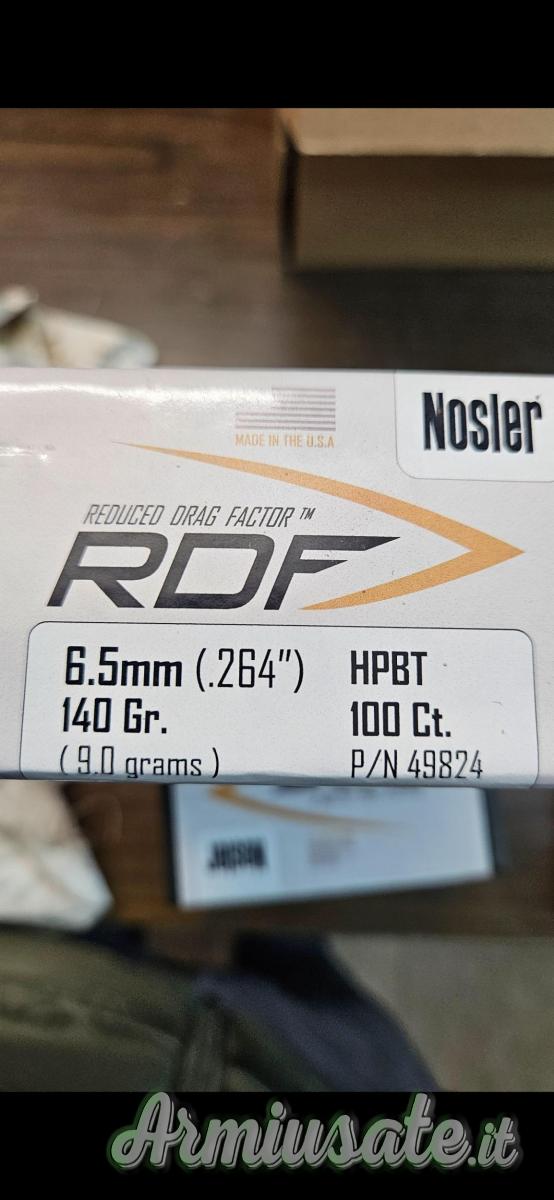 Nosler
MADE IN THE U.S.A
REDUCED DRAG FACTOR™
RDF
6.5mm (.264") HPBT
140 Gr. 100 Ct.
(9.0 grams) P/N 49824
Armiusate.it